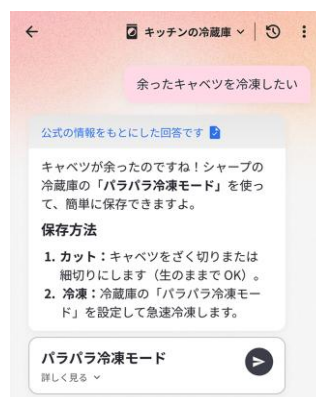 キッチンの冷蔵庫
余ったキャベツを冷凍したい
公式の情報をもとにした回答です
キャベツが余ったのですね！シャープの
冷蔵庫の「パラパラ冷凍モード」を使っ
て、簡単に保存できますよ。
保存方法
1. カット：キャベツをざく切りまたは
細切りにします（生のままでOK）。
2. 冷凍：冷蔵庫の「パラパラ冷凍モー
ド」を設定して急速冷凍します。
パラパラ冷凍モード
詳しく見る